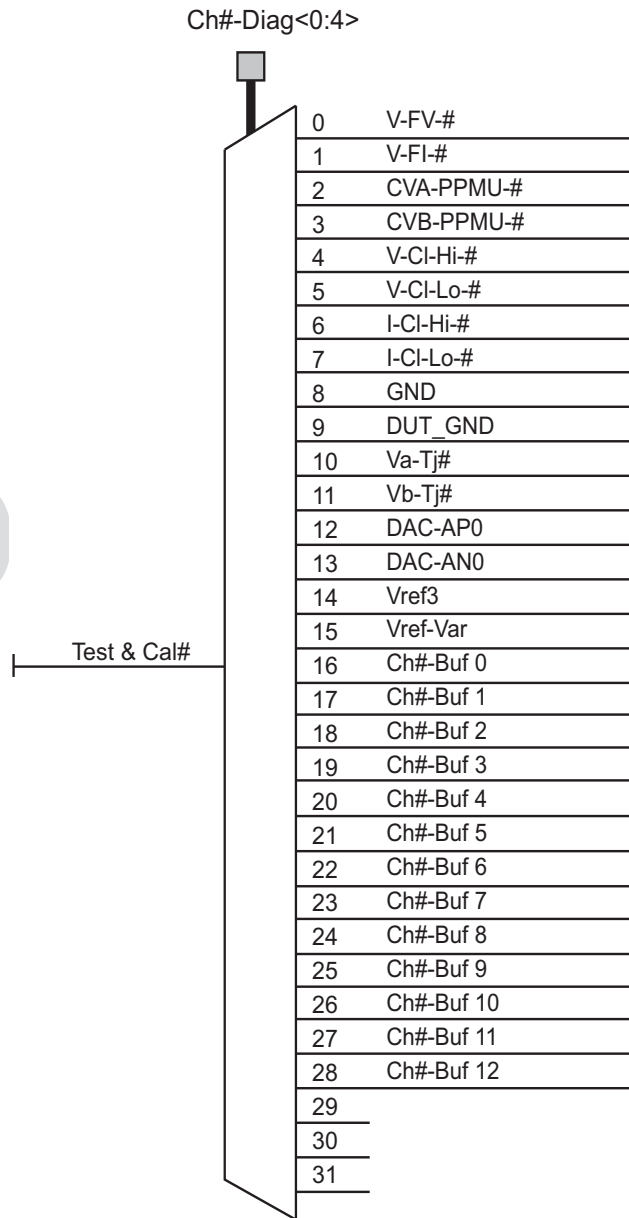 Ch#-Diag<0:4>
0 V-FV-#
1 V-FI-#
2 CVA-PPMU-#
3 CVB-PPMU-#
4 V-Cl-Hi-#
5 V-Cl-Lo-#
6 I-Cl-Hi-#
7 I-Cl-Lo-#
8 GND
9 DUT_GND
10 Va-Tj#
11 Vb-Tj#
12 DAC-AP0
13 DAC-AN0
14 Vref3
15 Vref-Var
Test & Cal#
16 Ch#-Buf 0
17 Ch#-Buf 1
18 Ch#-Buf 2
19 Ch#-Buf 3
20 Ch#-Buf 4
21 Ch#-Buf 5
22 Ch#-Buf 6
23 Ch#-Buf 7
24 Ch#-Buf 8
25 Ch#-Buf 9
26 Ch#-Buf 10
27 Ch#-Buf 11
28 Ch#-Buf 12
29
30
31